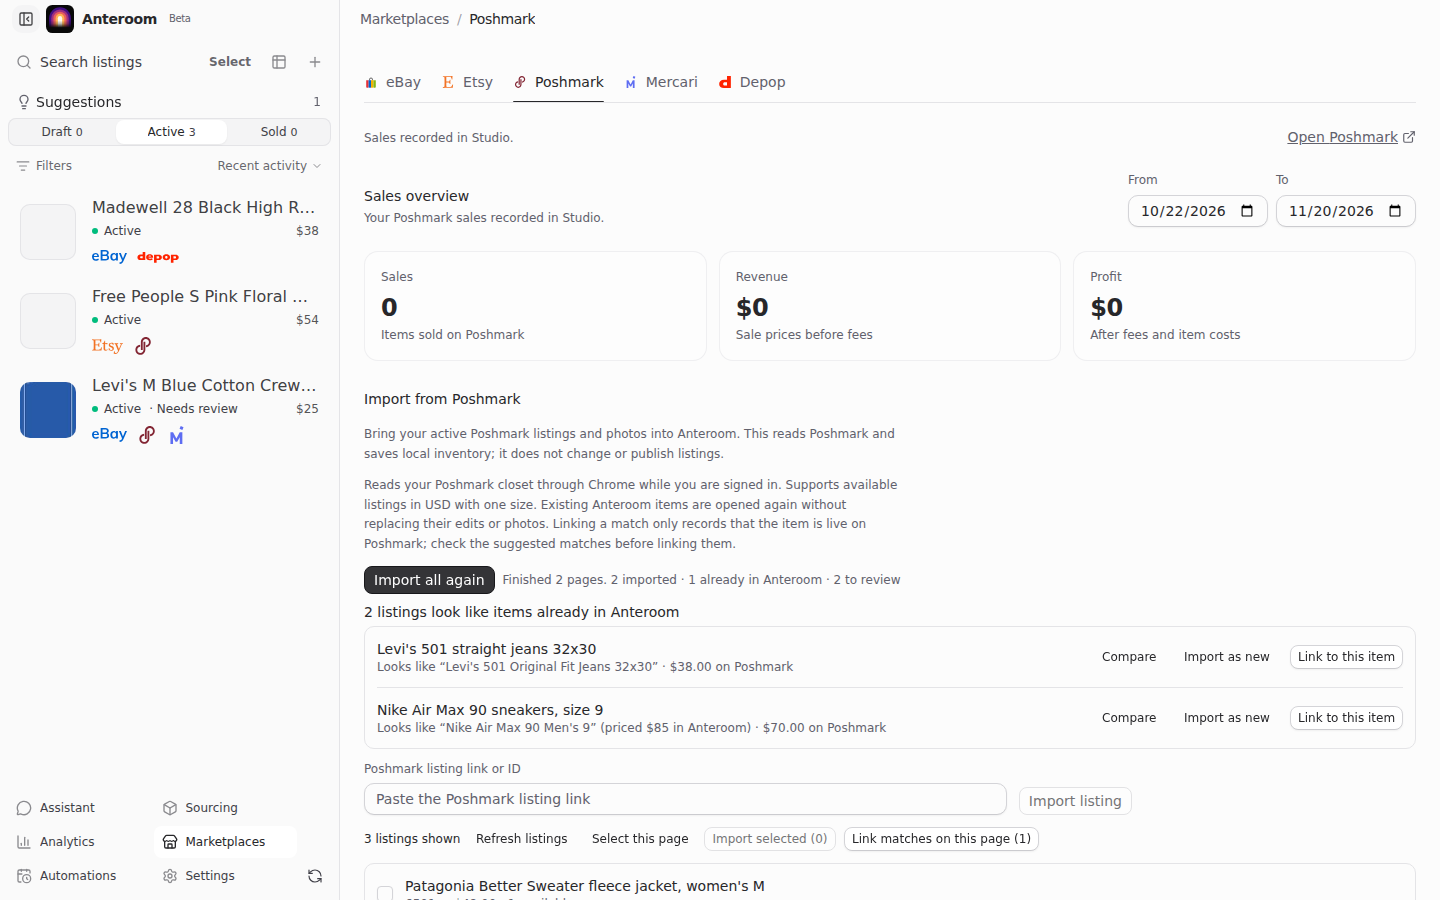 Anteroom Beta
Search listings Select
Suggestions 1
Draft 0 Active 3 Sold 0
Filters Recent activity
Madewell 28 Black High R...
Active $38
eBay depop
Free People S Pink Floral ...
Active $54
Etsy
Levi's M Blue Cotton Crew...
Active · Needs review $25
eBay
Assistant Sourcing
Analytics Marketplaces
Automations Settings
Marketplaces / Poshmark
eBay Etsy Poshmark Mercari Depop
Sales recorded in Studio. Open Poshmark
Sales overview
Your Poshmark sales recorded in Studio.
From To
10/22/2026 11/20/2026
Sales Revenue Profit
0 $0 $0
Items sold on Poshmark Sale prices before fees After fees and item costs
Import from Poshmark
Bring your active Poshmark listings and photos into Anteroom. This reads Poshmark and
saves local inventory; it does not change or publish listings.
Reads your Poshmark closet through Chrome while you are signed in. Supports available
listings in USD with one size. Existing Anteroom items are opened again without
replacing their edits or photos. Linking a match only records that the item is live on
Poshmark; check the suggested matches before linking them.
Import all again Finished 2 pages. 2 imported · 1 already in Anteroom · 2 to review
2 listings look like items already in Anteroom
Levi's 501 straight jeans 32x30
Looks like “Levi's 501 Original Fit Jeans 32x30” · $38.00 on Poshmark
Compare Import as new Link to this item
Nike Air Max 90 sneakers, size 9
Looks like “Nike Air Max 90 Men's 9” (priced $85 in Anteroom) · $70.00 on Poshmark
Compare Import as new Link to this item
Poshmark listing link or ID
Paste the Poshmark listing link Import listing
3 listings shown Refresh listings Select this page Import selected (0) Link matches on this page (1)
Patagonia Better Sweater fleece jacket, women's M